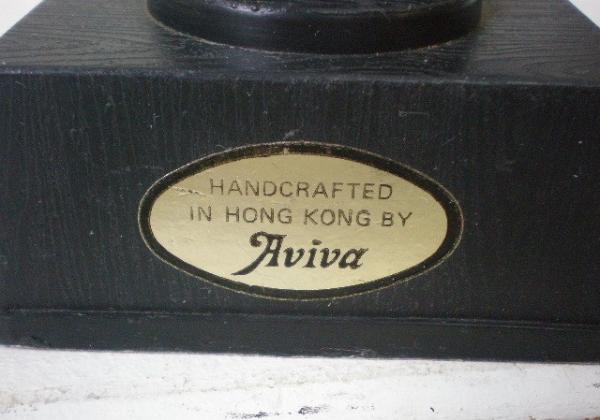 HANDCRAFTED
IN HONG KONG BY
Aviva